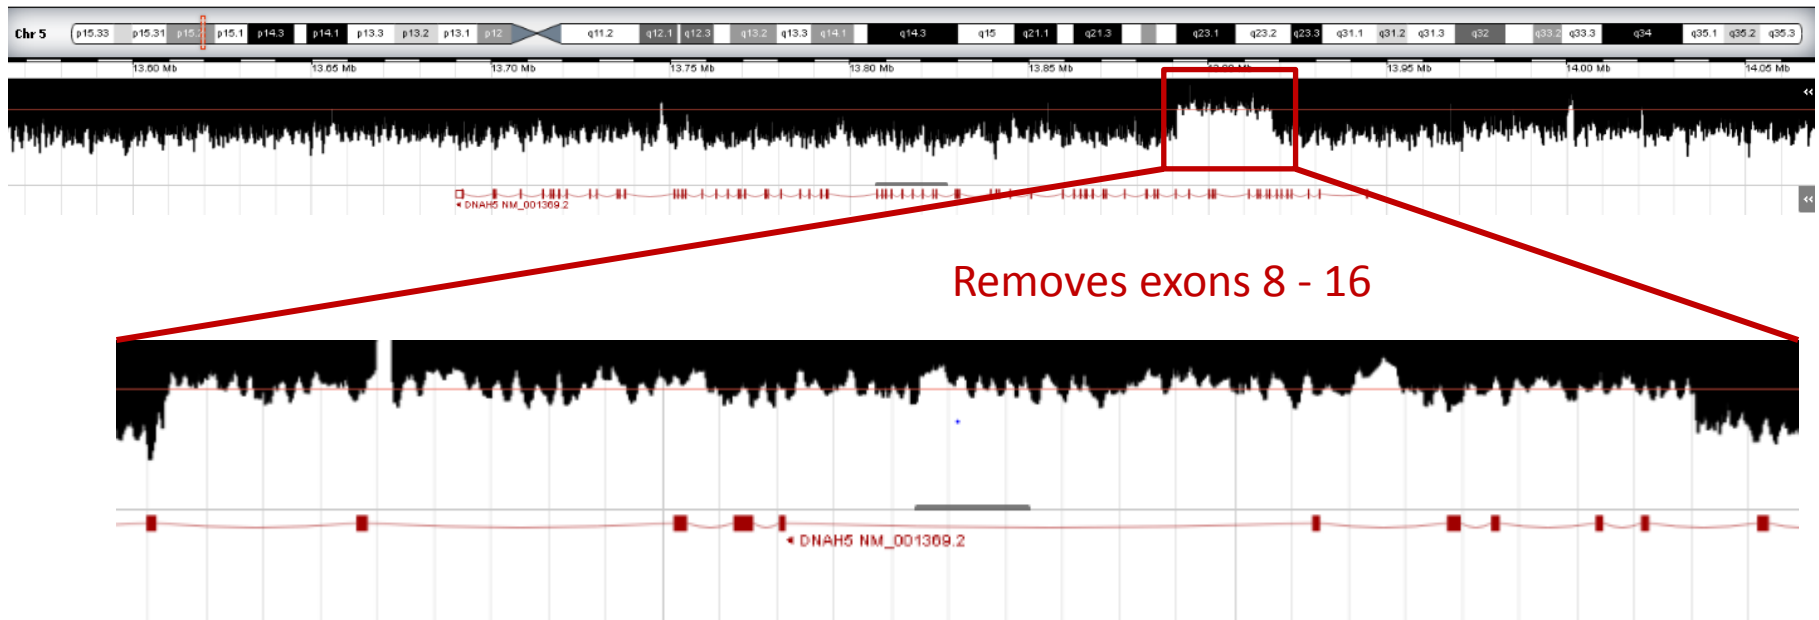 Chr 5 p15.33 p15.31 p15.1 p14.3 p14.1 p13.3 p13.2 p13.1 p12 q11.2 q12.1 q12.3 q13.2 q13.3 q14.1 q14.3 q15 q21.1 q21.3 q23.1 q23.2 q23.3 q31.1 q31.2 q31.3 q32 q33.2 q33.3 q34 q35.1 q35.2 q35.3
13.60 Mb 13.65 Mb 13.70 Mb 13.75 Mb 13.80 Mb 13.85 Mb 13.95 Mb 14.00 Mb 14.05 Mb
DNAH5 NM_001369.2
Removes exons 8 - 16
DNAH5 NM_001369.2